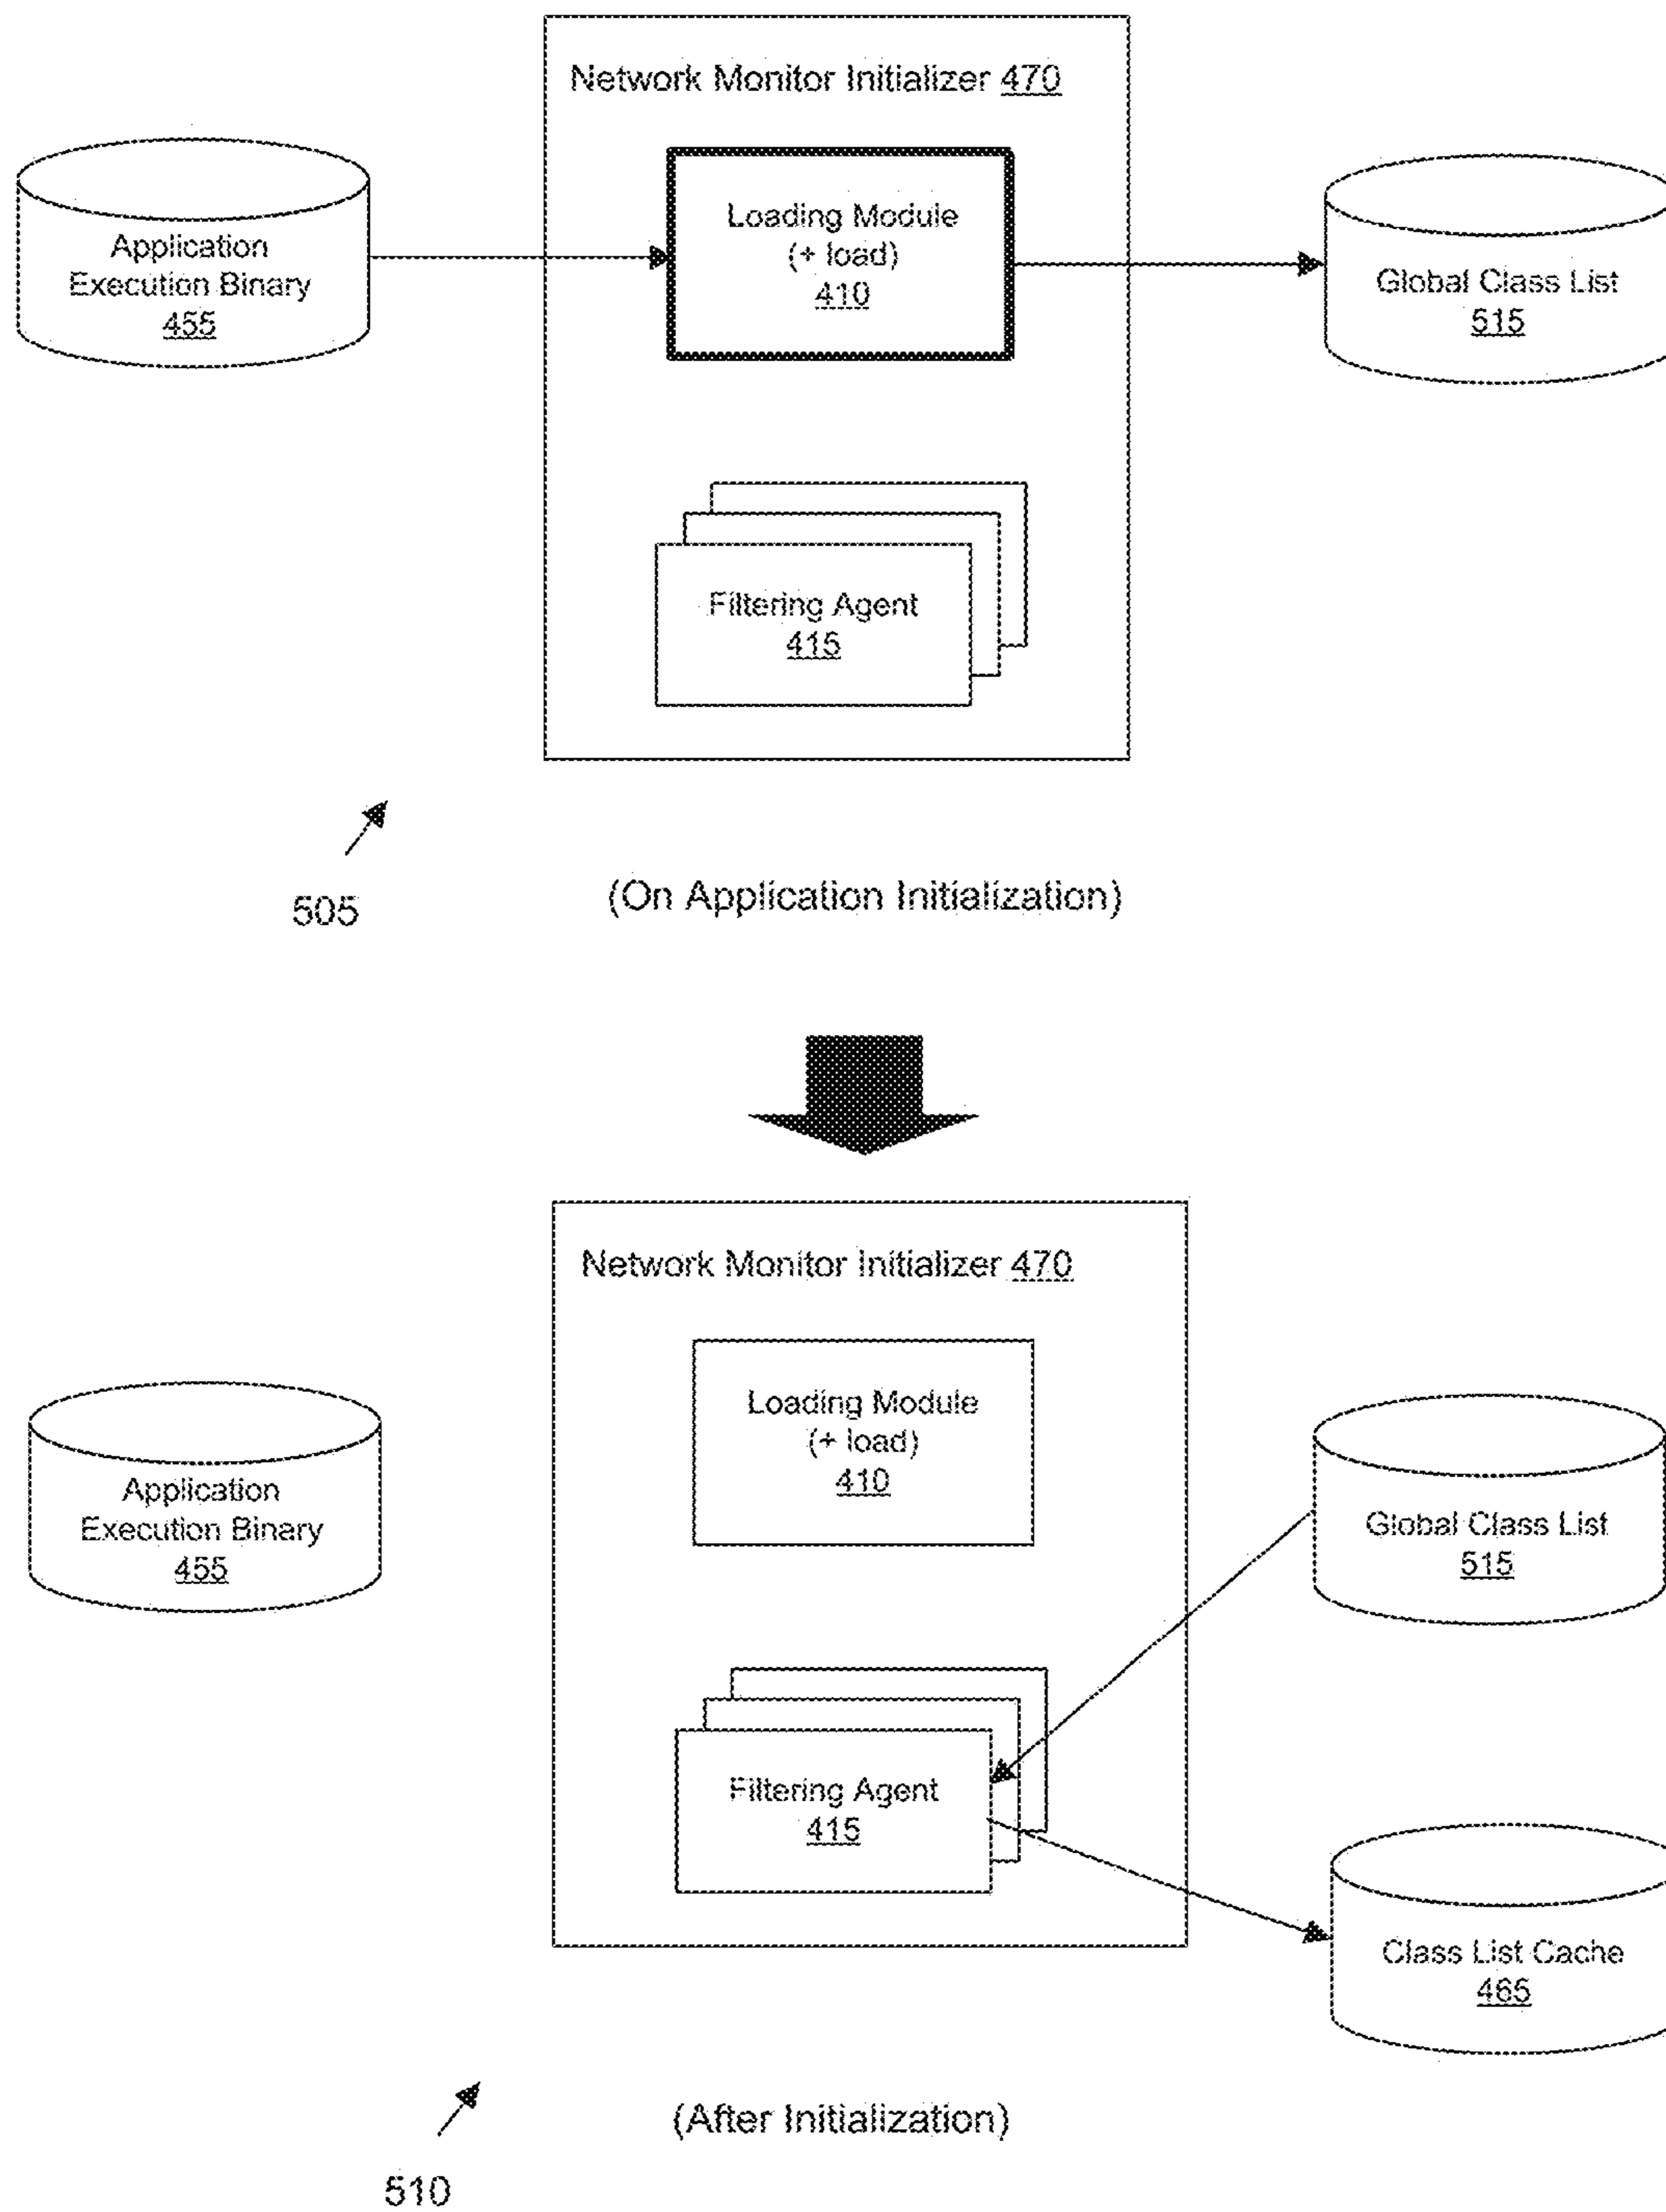 Network Monitor Initializer 470
Application
Execution Binary
455
Loading Module
(+ load)
410
Global Class List
515
Filtering Agent
415
505
(On Application Initialization)
Network Monitor Initializer 470
Loading Module
(+ load)
410
Application
Execution Binary
455
Global Class List
515
Filtering Agent
415
Class List Cache
465
(After Initialization)
510